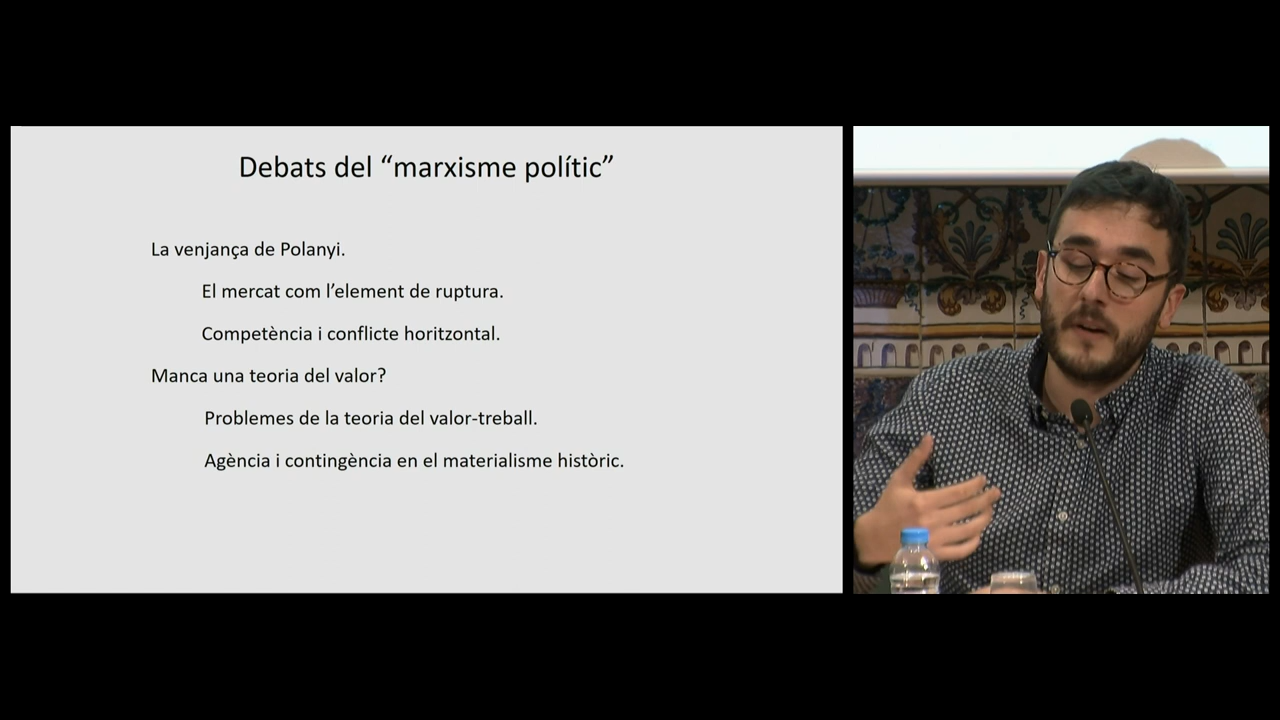 Debats del “marxisme polític”
La venjança de Polanyi.
El mercat com l’element de ruptura.
Competència i conflicte horitzontal.
Manca una teoria del valor?
Problemes de la teoria del valor-treball.
Agència i contingència en el materialisme històric.